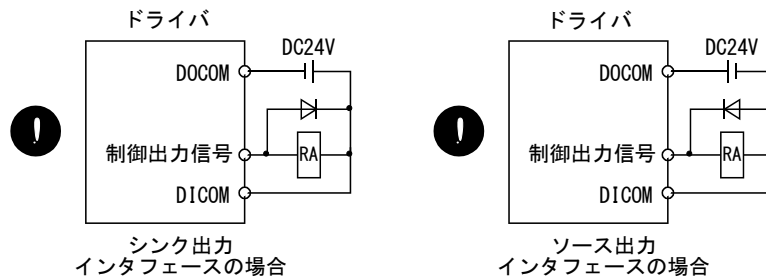 ドライバ
DC24V
DOCOM
制御出力信号
RA
DICOM
シンク出力
インタフェースの場合
ドライバ
DC24V
DOCOM
制御出力信号
RA
DICOM
ソース出力
インタフェースの場合